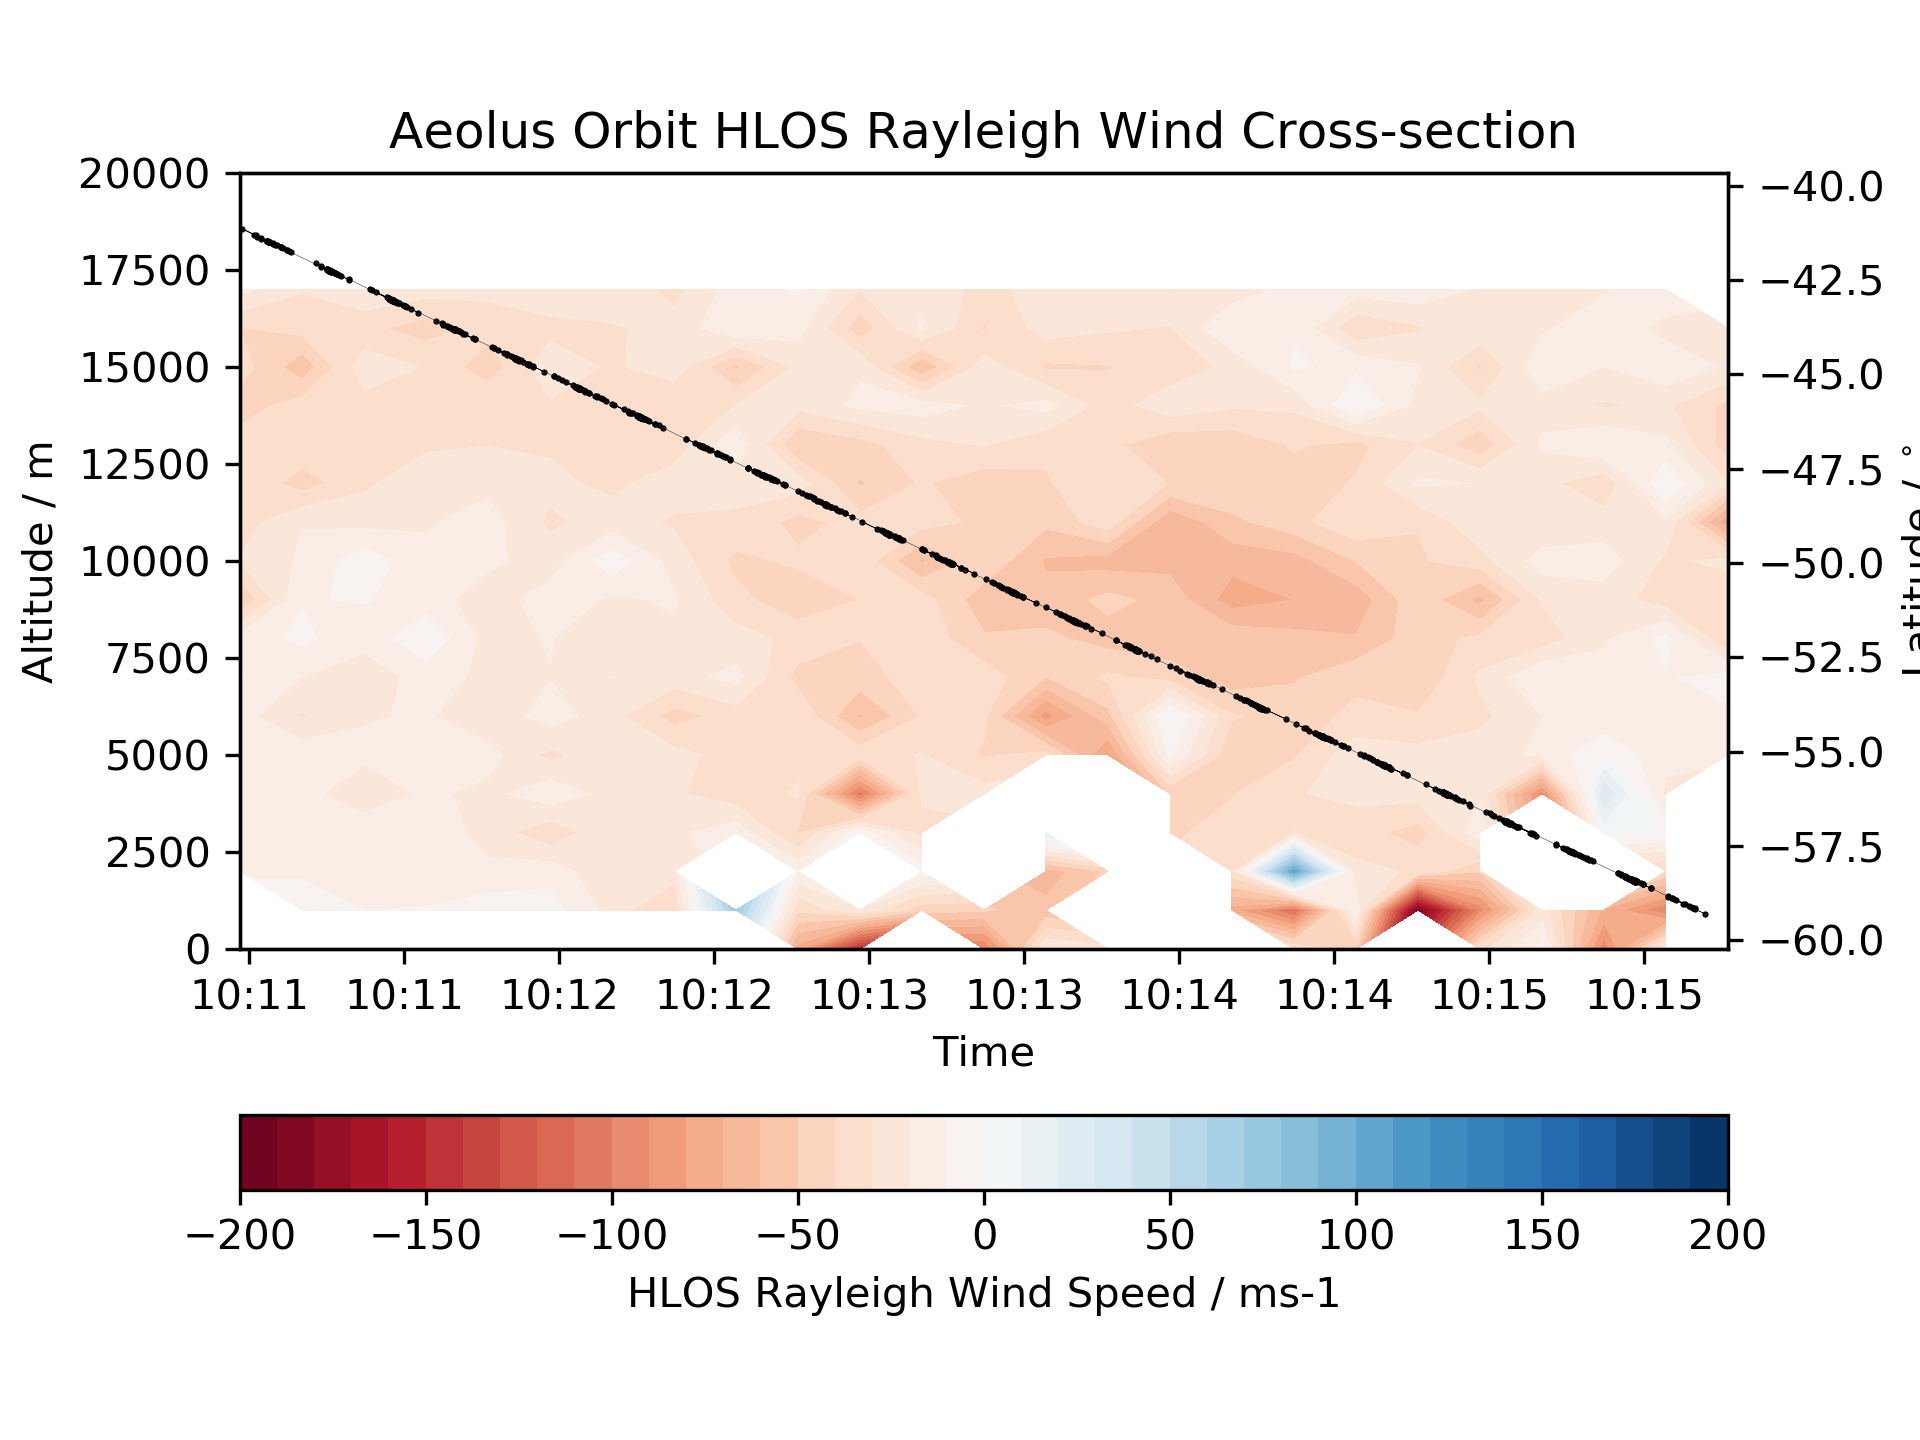 Aeolus Orbit HLOS Rayleigh Wind Cross-section
20000
17500
15000
12500
10000
7500
5000
2500
0
Altitude / m
−40.0
−42.5
−45.0
−47.5
−50.0
−52.5
−55.0
−57.5
−60.0
Latitude / °
10:11 10:11 10:12 10:12 10:13 10:13 10:14 10:14 10:15 10:15
Time
−200 −150 −100 −50 0 50 100 150 200
HLOS Rayleigh Wind Speed / ms-1